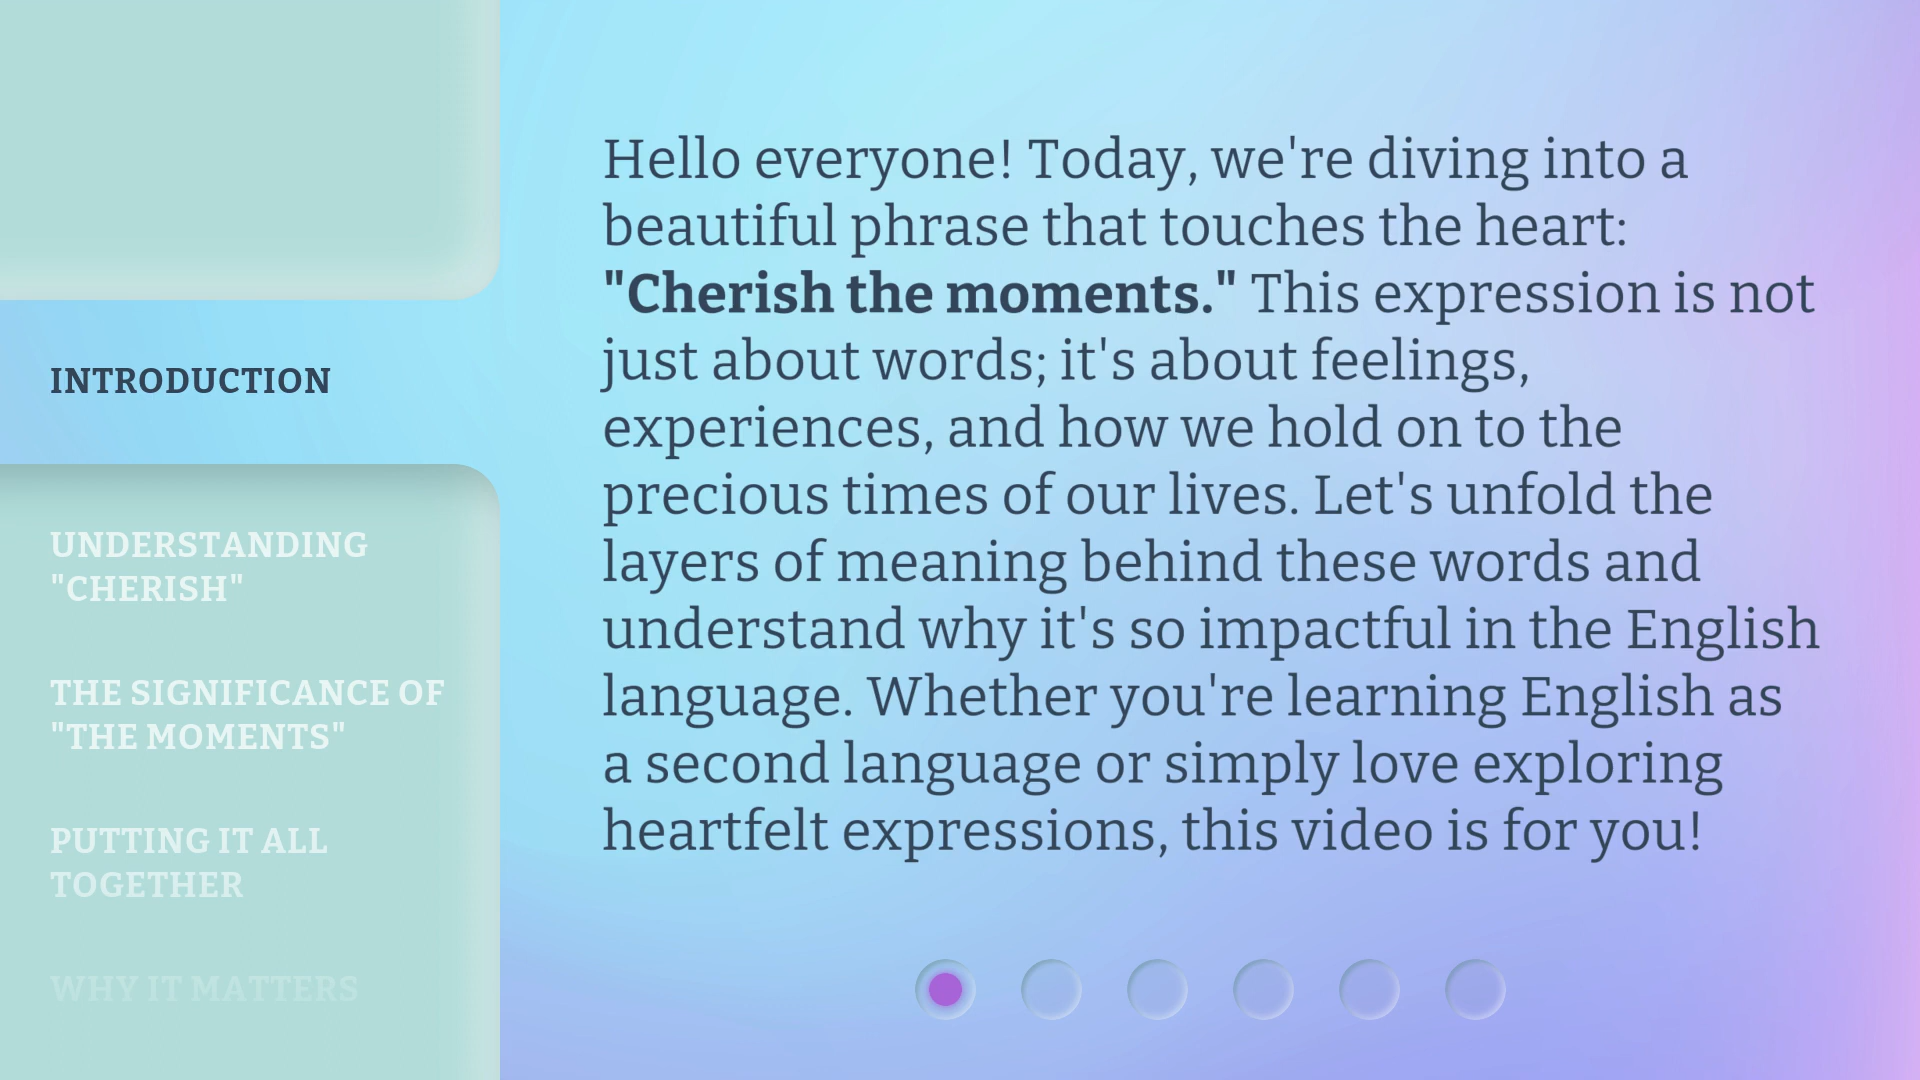 INTRODUCTION
UNDERSTANDING
"CHERISH"
THE SIGNIFICANCE OF
"THE MOMENTS"
PUTTING IT ALL
TOGETHER
WHY IT MATTERS
Hello everyone! Today, we're diving into a
beautiful phrase that touches the heart:
"Cherish the moments." This expression is not
just about words; it's about feelings,
experiences, and how we hold on to the
precious times of our lives. Let's unfold the
layers of meaning behind these words and
understand why it's so impactful in the English
language. Whether you're learning English as
a second language or simply love exploring
heartfelt expressions, this video is for you!